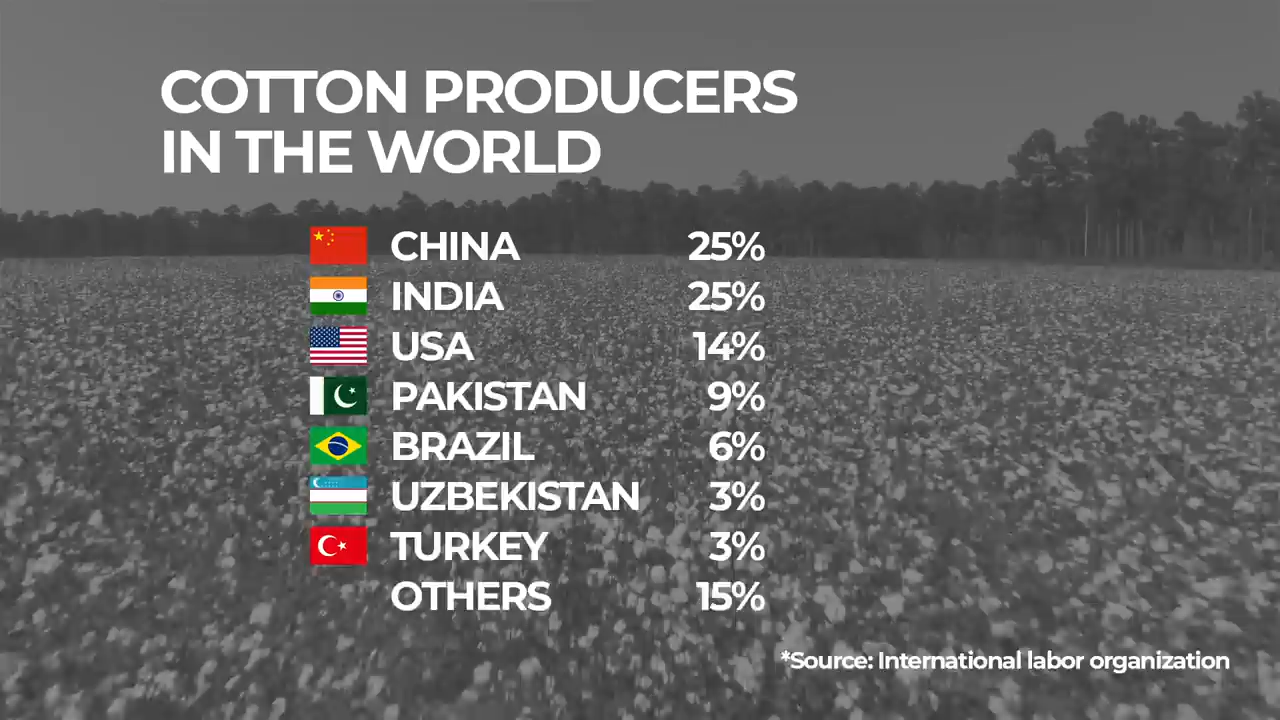 COTTON PRODUCERS
IN THE WORLD
CHINA 25%
INDIA 25%
USA 14%
PAKISTAN 9%
BRAZIL 6%
UZBEKISTAN 3%
TURKEY 3%
OTHERS 15%
*Source: International labor organization